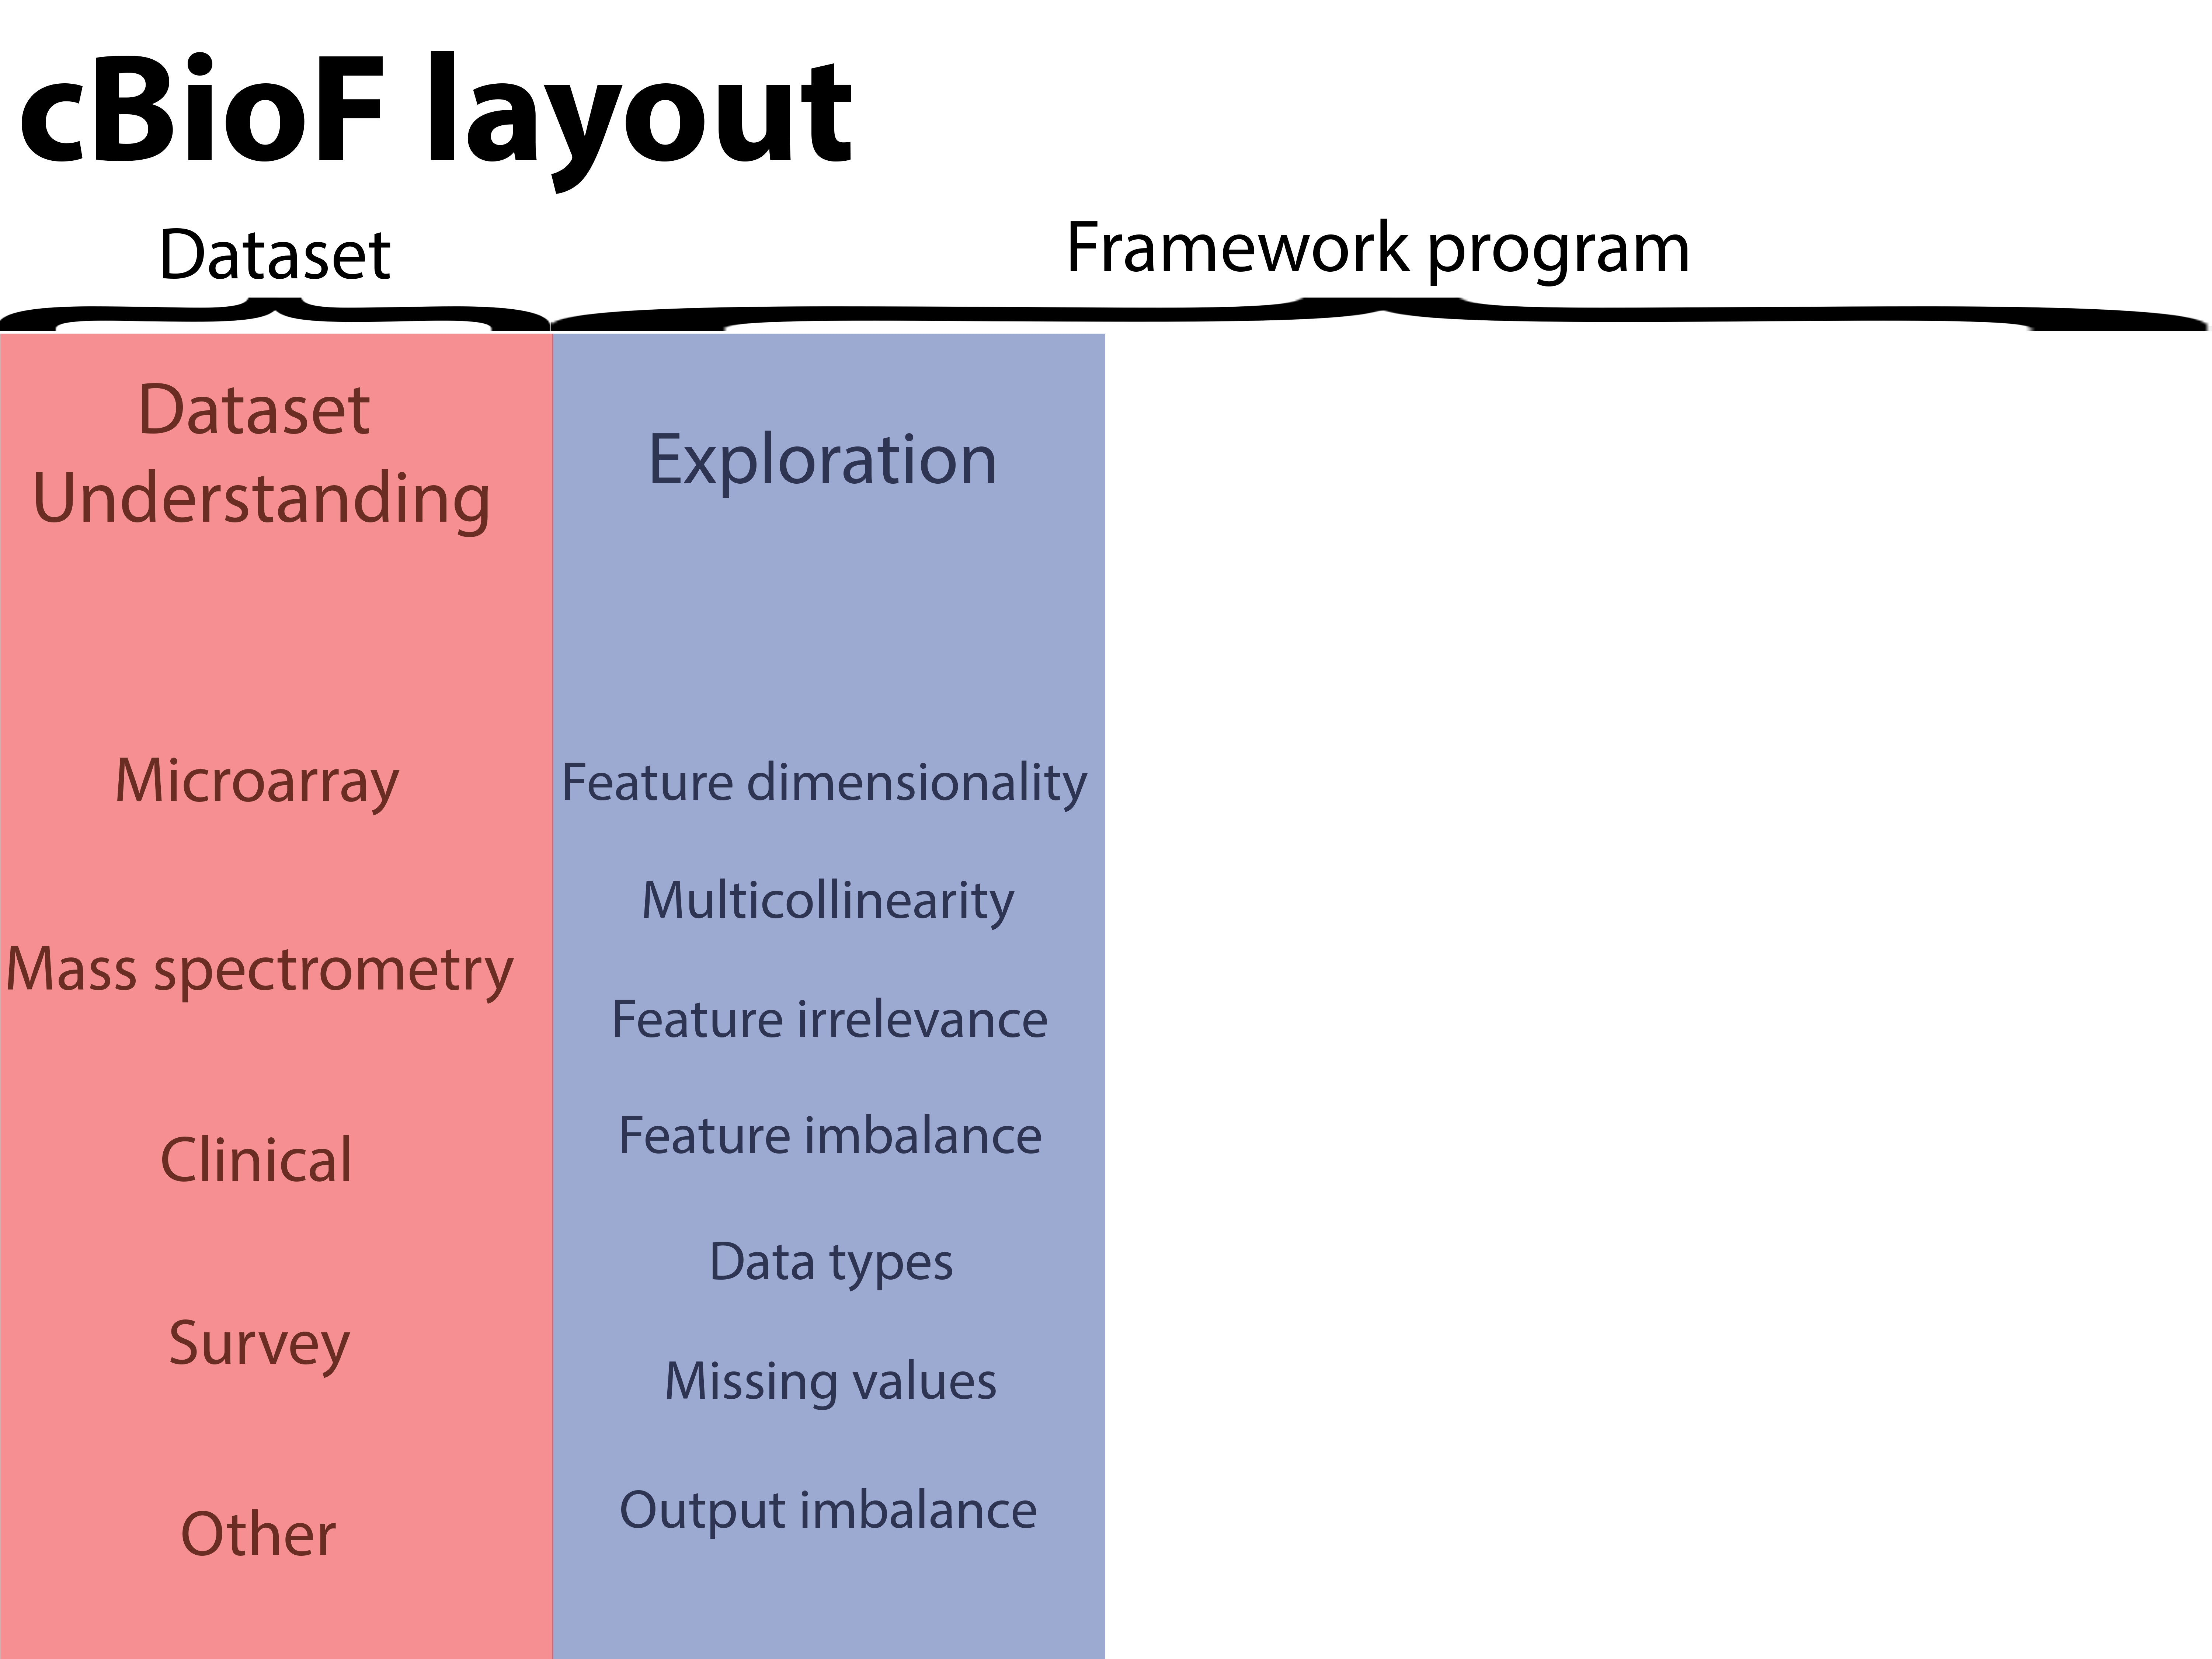 cBioF layout
Dataset
Framework program
Dataset
Understanding
Microarray
Mass spectrometry
Clinical
Survey
Other
Exploration
Feature dimensionality
Multicollinearity
Feature irrelevance
Feature imbalance
Data types
Missing values
Output imbalance